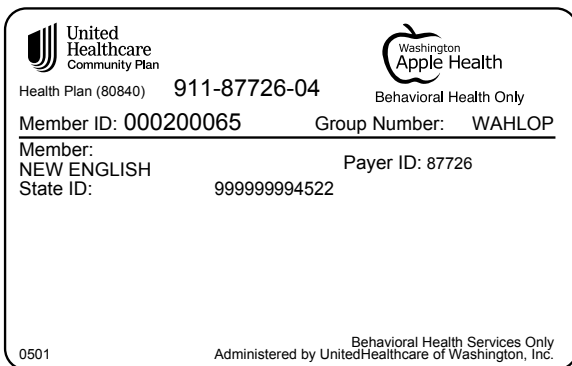 United
Healthcare
Community Plan
Washington
Apple Health
Health Plan (80840) 911-87726-04
Behavioral Health Only
Member ID: 000200065 Group Number: WAHLOP
Member:
NEW ENGLISH
Payer ID: 87726
State ID: 999999994522
Behavioral Health Services Only
0501 Administered by UnitedHealthcare of Washington, Inc.